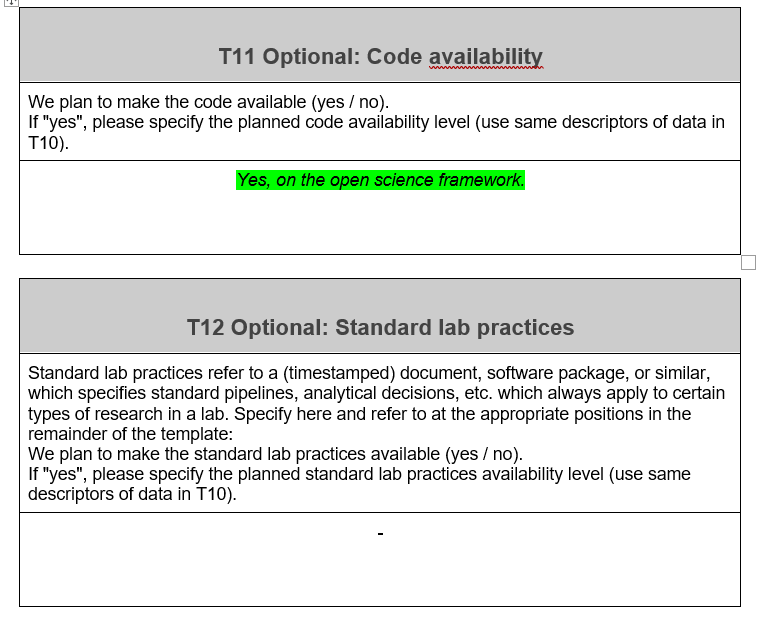 T11 Optional: Code availability
We plan to make the code available (yes / no).
If "yes", please specify the planned code availability level (use same descriptors of data in
T10).
Yes, on the open science framework.
T12 Optional: Standard lab practices
Standard lab practices refer to a (timestamped) document, software package, or similar,
which specifies standard pipelines, analytical decisions, etc. which always apply to certain
types of research in a lab. Specify here and refer to at the appropriate positions in the
remainder of the template:
We plan to make the standard lab practices available (yes / no).
If "yes", please specify the planned standard lab practices availability level (use same
descriptors of data in T10).
-